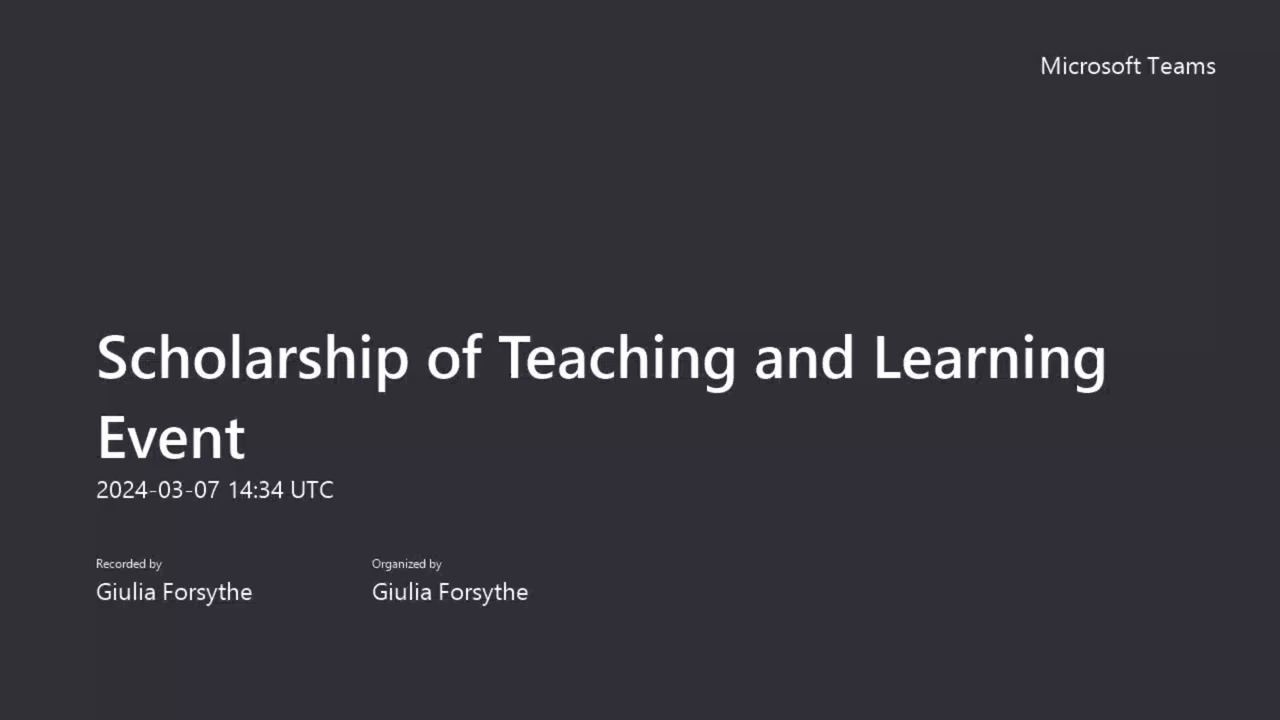 Microsoft Teams
Scholarship of Teaching and Learning
Event
2024-03-07 14:34 UTC
Recorded by
Giulia Forsythe
Organized by
Giulia Forsythe